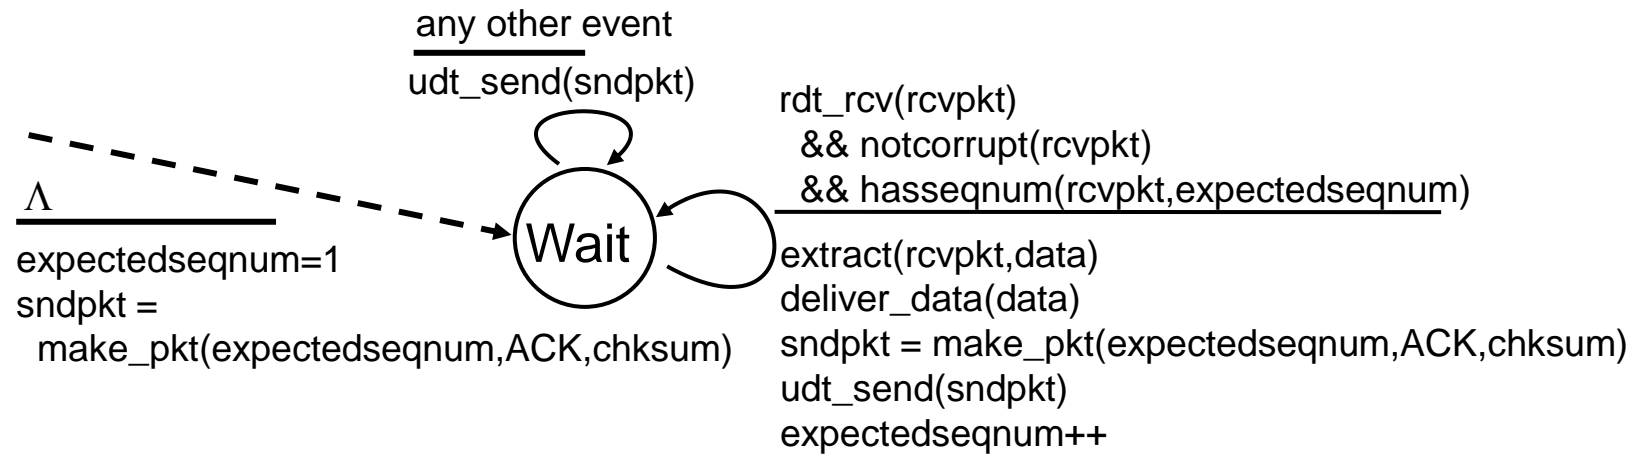 any other event
udt_send(sndpkt)
rdt_rcv(rcvpkt)
&& notcorrupt(rcvpkt)
&& hasseqnum(rcvpkt,expectedseqnum)
Λ
Wait
expectedseqnum=1
sndpkt =
make_pkt(expectedseqnum,ACK,chksum)
extract(rcvpkt,data)
deliver_data(data)
sndpkt = make_pkt(expectedseqnum,ACK,chksum)
udt_send(sndpkt)
expectedseqnum++